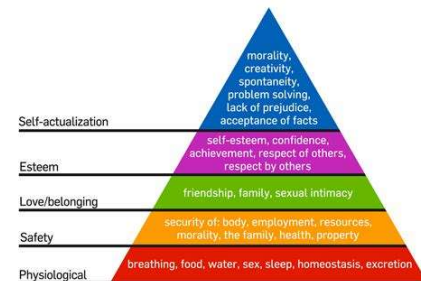 morality,
creativity,
spontaneity,
problem solving,
lack of prejudice,
acceptance of facts
Self-actualization
self-esteem, confidence,
achievement, respect of others,
respect by others
Esteem
friendship, family, sexual intimacy
Love/belonging
security of: body, employment, resources,
morality, the family, health, property
Safety
breathing, food, water, sex, sleep, homeostasis, excretion
Physiological